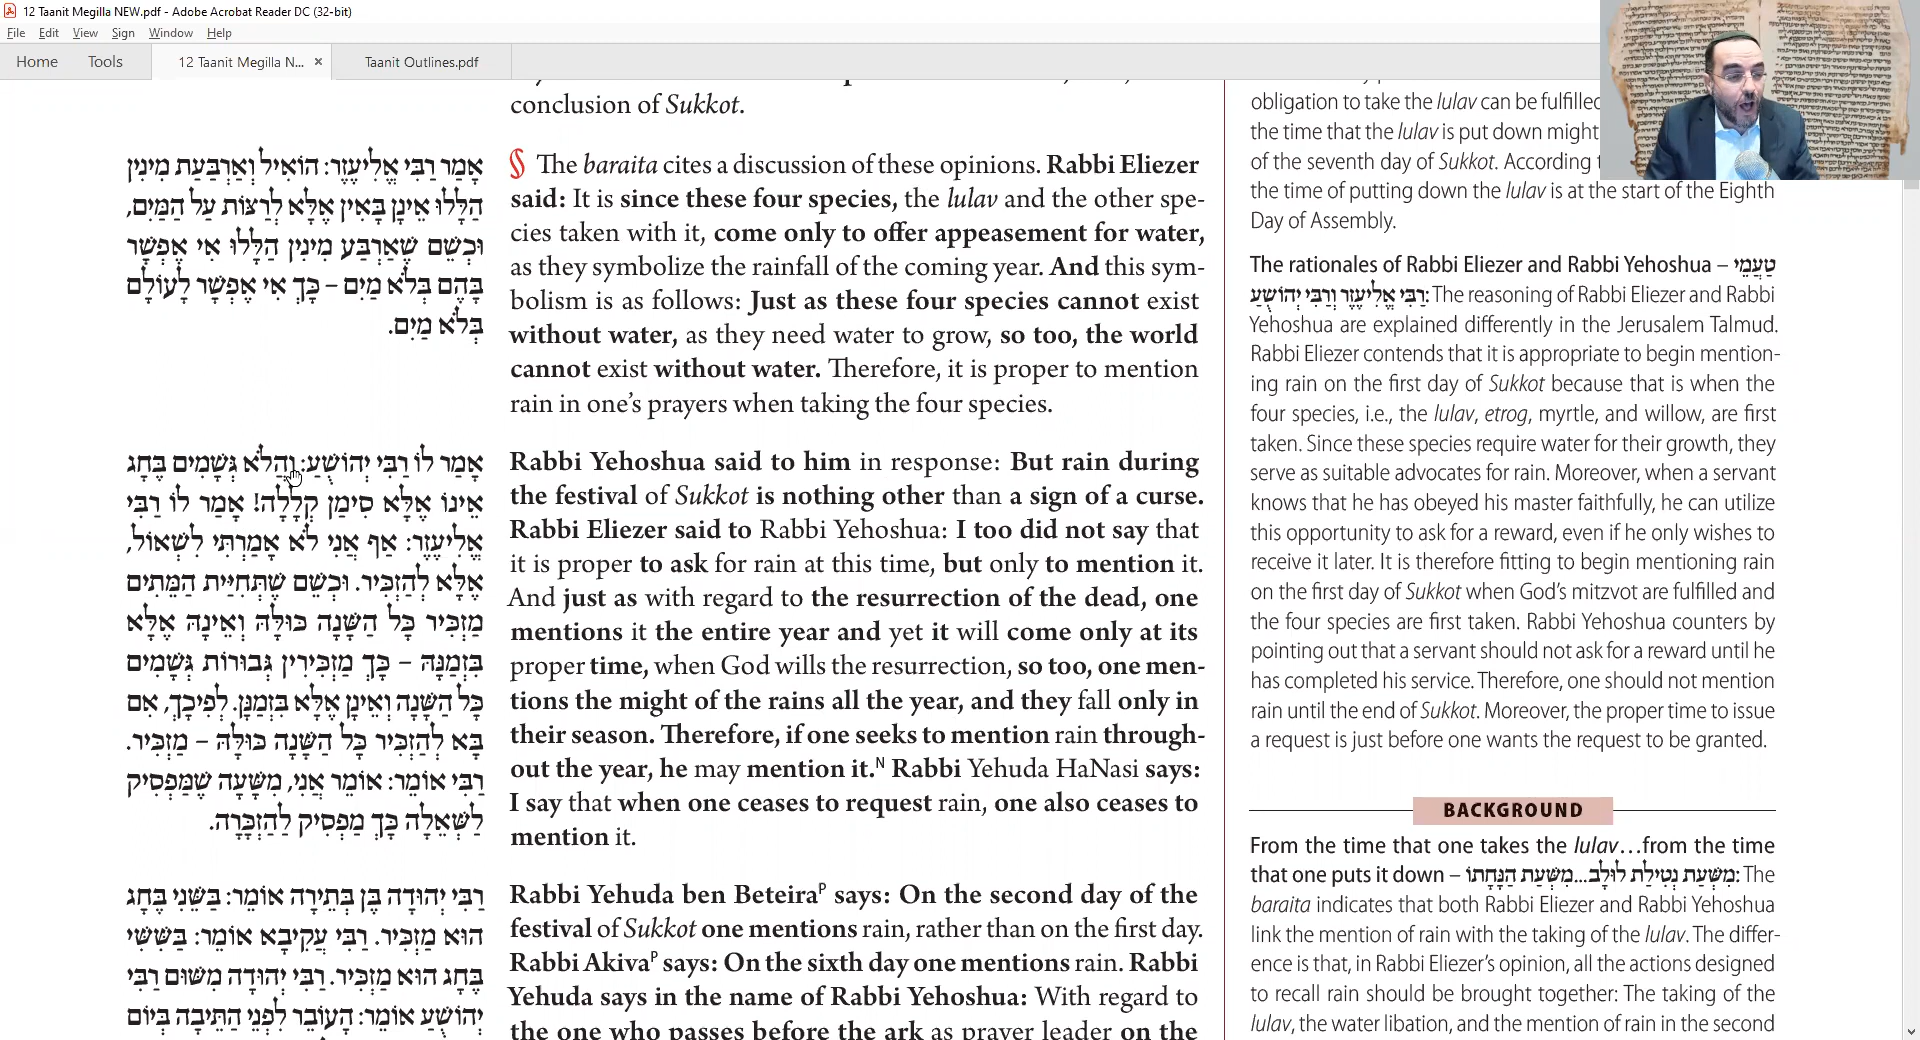 12 Taanit Megilla NEW.pdf - Adobe Acrobat Reader DC (32-bit)
File Edit View Sign Window Help
Home Tools 12 Taanit Megilla N... × Taanit Outlines.pdf
אָמַר רַבִּי אֱלִיעֶזֶר: הוֹאִיל וְאַרְבַּעַת מִינִין
הַלָּלוּ אֵינָן בָּאִין אֶלָּא לְרַצּוֹת עַל הַמַּיִם,
וּכְשֵׁם שֶׁאַרְבַּע מִינִין הַלָּלוּ אִי אֶפְשָׁר
בָּהֶם בְּלֹא מַיִם – כָּךְ אִי אֶפְשָׁר לָעוֹלָם
בְּלֹא מַיִם.
אָמַר לוֹ רַבִּי יְהוֹשֻׁעַ: וַהֲלֹא גְּשָׁמִים בֶּחָג
אֵינוֹ אֶלָּא סִימַן קְלָלָה! אָמַר לוֹ רַבִּי
אֱלִיעֶזֶר: אַף אֲנִי לֹא אָמַרְתִּי לִשְׁאוֹל,
אֶלָּא לְהַזְכִּיר. וּכְשֵׁם שֶׁתְּחִיַּית הַמֵּתִים
מַזְכִּיר כָּל הַשָּׁנָה כּוּלָּהּ וְאֵינָהּ אֶלָּא
בִּזְמַנָּהּ – כָּךְ מַזְכִּירִין גְּבוּרוֹת גְּשָׁמִים
כָּל הַשָּׁנָה וְאֵינָן אֶלָּא בִּזְמַנָּן. לְפִיכָךְ, אִם
בָּא לְהַזְכִּיר כָּל הַשָּׁנָה כּוּלָּהּ – מַזְכִּיר.
רַבִּי אוֹמֵר: אוֹמֵר אֲנִי, מִשָּׁעָה שֶׁמַּפְסִיק
לַשְּׁאֵלָה כָּךְ מַפְסִיק לַהַזְכָּרָה.
רַבִּי יְהוּדָה בֶּן בְּתֵירָה אוֹמֵר: בַּשֵּׁנִי בֶּחָג
הוּא מַזְכִּיר. רַבִּי עֲקִיבָא אוֹמֵר: בַּשִּׁשִּׁי
בֶּחָג הוּא מַזְכִּיר. רַבִּי יְהוּדָה מִשּׁוּם רַבִּי
יְהוֹשֻׁעַ אוֹמֵר: הָעוֹבֵר לִפְנֵי הַתֵּיבָה בְּיוֹם
conclusion of Sukkot.
§ The baraita cites a discussion of these opinions. Rabbi Eliezer
said: It is since these four species, the lulav and the other spe-
cies taken with it, come only to offer appeasement for water,
as they symbolize the rainfall of the coming year. And this sym-
bolism is as follows: Just as these four species cannot exist
without water, as they need water to grow, so too, the world
cannot exist without water. Therefore, it is proper to mention
rain in one's prayers when taking the four species.
Rabbi Yehoshua said to him in response: But rain during
the festival of Sukkot is nothing other than a sign of a curse.
Rabbi Eliezer said to Rabbi Yehoshua: I too did not say that
it is proper to ask for rain at this time, but only to mention it.
And just as with regard to the resurrection of the dead, one
mentions it the entire year and yet it will come only at its
proper time, when God wills the resurrection, so too, one men-
tions the might of the rains all the year, and they fall only in
their season. Therefore, if one seeks to mention rain through-
out the year, he may mention it.N Rabbi Yehuda HaNasi says:
I say that when one ceases to request rain, one also ceases to
mention it.
Rabbi Yehuda ben BeteiraP says: On the second day of the
festival of Sukkot one mentions rain, rather than on the first day.
Rabbi AkivaP says: On the sixth day one mentions rain. Rabbi
Yehuda says in the name of Rabbi Yehoshua: With regard to
the one who passes before the ark as prayer leader on the
obligation to take the lulav can be fulfilled
the time that the lulav is put down might
of the seventh day of Sukkot. According
the time of putting down the lulav is at the start of the Eighth
Day of Assembly.
The rationales of Rabbi Eliezer and Rabbi Yehoshua – טַעֲמֵי
רַבִּי אֱלִיעֶזֶר וְרַבִּי יְהוֹשֻׁעַ: The reasoning of Rabbi Eliezer and Rabbi
Yehoshua are explained differently in the Jerusalem Talmud.
Rabbi Eliezer contends that it is appropriate to begin mention-
ing rain on the first day of Sukkot because that is when the
four species, i.e., the lulav, etrog, myrtle, and willow, are first
taken. Since these species require water for their growth, they
serve as suitable advocates for rain. Moreover, when a servant
knows that he has obeyed his master faithfully, he can utilize
this opportunity to ask for a reward, even if he only wishes to
receive it later. It is therefore fitting to begin mentioning rain
on the first day of Sukkot when God's mitzvot are fulfilled and
the four species are first taken. Rabbi Yehoshua counters by
pointing out that a servant should not ask for a reward until he
has completed his service. Therefore, one should not mention
rain until the end of Sukkot. Moreover, the proper time to issue
a request is just before one wants the request to be granted.
BACKGROUND
From the time that one takes the lulav…from the time
that one puts it down – מִשְּׁעַת נְטִילַת לוּלָב...מִשְּׁעַת הַנָּחָתוֹ: The
baraita indicates that both Rabbi Eliezer and Rabbi Yehoshua
link the mention of rain with the taking of the lulav. The differ-
ence is that, in Rabbi Eliezer's opinion, all the actions designed
to recall rain should be brought together: The taking of the
lulav, the water libation, and the mention of rain in the second